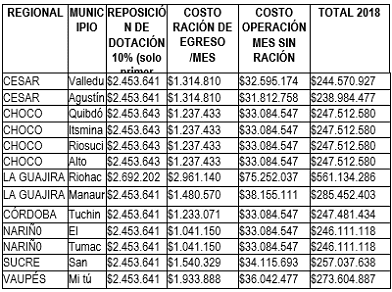 REGIONAL MUNICIPIO REPOSICIÓN DE DOTACIÓN 10% (solo primer COSTO RACIÓN DE EGRESO /MES COSTO OPERACIÓN MES SIN RACIÓN TOTAL 2018
CESAR Valledu $2.453.641 $1.314.810 $32.595.174 $244.570.927
CESAR Agustín $2.453.641 $1.314.810 $31.812.758 $238.984.477
CHOCO Quibdó $2.453.643 $1.237.433 $33.084.547 $247.512.580
CHOCO Itsmina $2.453.643 $1.237.433 $33.084.547 $247.512.580
CHOCO Riosuci $2.453.643 $1.237.433 $33.084.547 $247.512.580
CHOCO Alto $2.453.643 $1.237.433 $33.084.547 $247.512.580
LA GUAJIRA Riohac $2.692.202 $2.961.140 $75.252.037 $561.134.286
LA GUAJIRA Manaur $2.453.641 $1.480.570 $38.155.111 $285.452.403
CÓRDOBA Tuchin $2.453.641 $1.233.071 $33.084.547 $247.481.434
NARIÑO El $2.453.641 $1.041.150 $33.084.547 $246.111.118
NARIÑO Tumac $2.453.641 $1.041.150 $33.084.547 $246.111.118
SUCRE San $2.453.641 $1.540.329 $34.115.693 $257.037.638
VAUPÉS Mi tú $2.453.641 $1.933.888 $36.042.477 $273.604.887